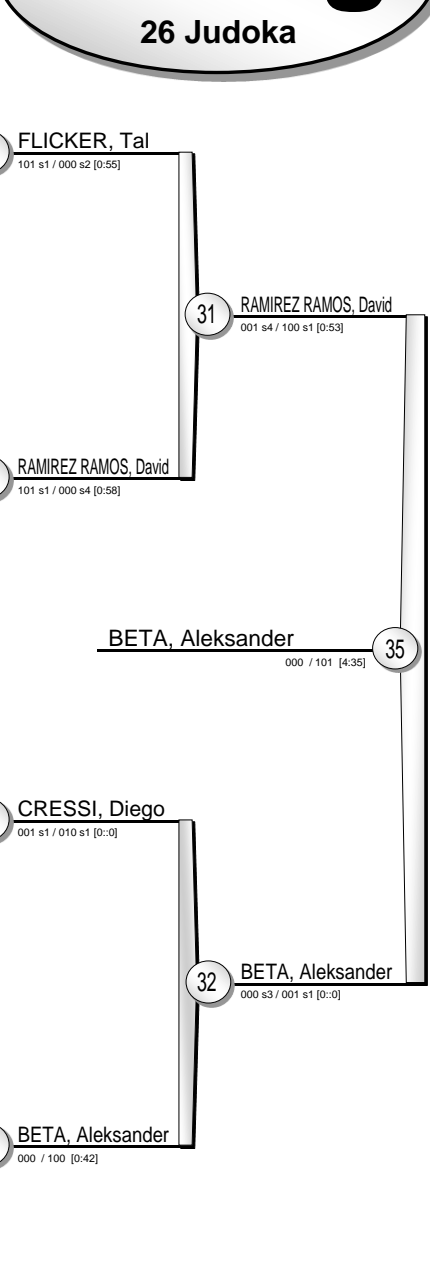 26 Judoka
FLICKER, Tal
101 s1 / 000 s2 [0:55]
31
RAMIREZ RAMOS, David
001 s4 / 100 s1 [0:53]
RAMIREZ RAMOS, David
101 s1 / 000 s4 [0:58]
BETA, Aleksander
35
000 / 101 [4:35]
CRESSI, Diego
001 s1 / 010 s1 [0::0]
32
BETA, Aleksander
000 s3 / 001 s1 [0::0]
BETA, Aleksander
000 / 100 [0:42]